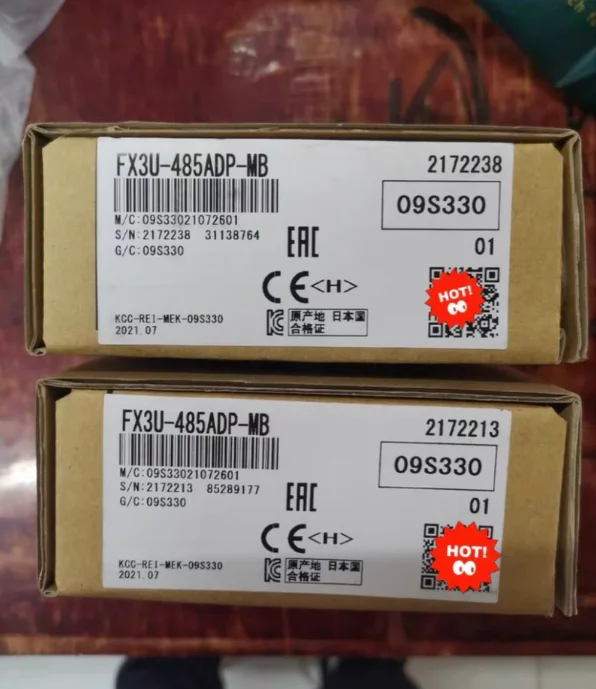 FX3U-485ADP-MB
2172238
M/C:09S33021072601
S/N:2172238 31138764
G/C:09S330
09S330
EAC
01
CE<H>
HOT!
KCC-REI-MEK-09S330
2021.07
KC
原产地 日本国
合格证
FX3U-485ADP-MB
2172213
M/C:09S33021072601
S/N:2172213 85289177
G/C:09S330
09S330
EAC
01
CE<H>
HOT!
KCC-REI-MEK-09S330
2021.07
KC
原产地 日本国
合格证